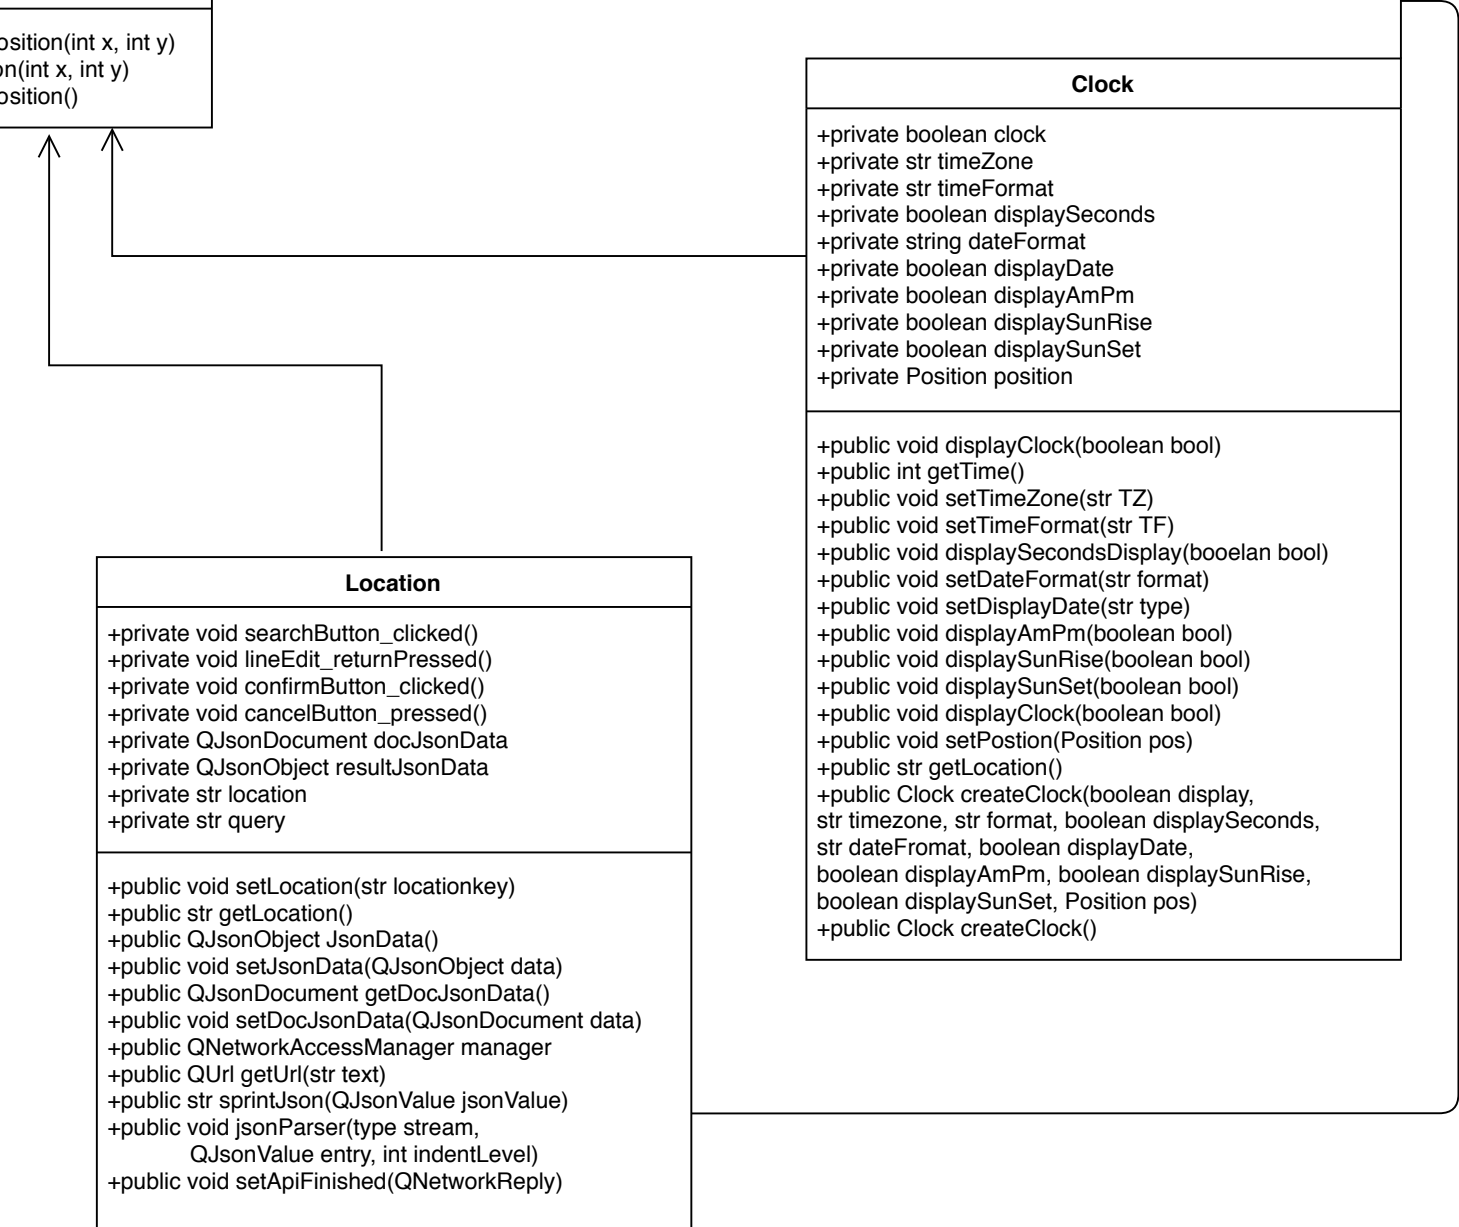 osition(int x, int y)
on(int x, int y)
osition()
Clock
+private boolean clock
+private str timeZone
+private str timeFormat
+private boolean displaySeconds
+private string dateFormat
+private boolean displayDate
+private boolean displayAmPm
+private boolean displaySunRise
+private boolean displaySunSet
+private Position position
+public void displayClock(boolean bool)
+public int getTime()
+public void setTimeZone(str TZ)
+public void setTimeFormat(str TF)
+public void displaySecondsDisplay(booelan bool)
+public void setDateFormat(str format)
+public void setDisplayDate(str type)
+public void displayAmPm(boolean bool)
+public void displaySunRise(boolean bool)
+public void displaySunSet(boolean bool)
+public void displayClock(boolean bool)
+public void setPostion(Position pos)
+public str getLocation()
+public Clock createClock(boolean display,
str timezone, str format, boolean displaySeconds,
str dateFromat, boolean displayDate,
boolean displayAmPm, boolean displaySunRise,
boolean displaySunSet, Position pos)
+public Clock createClock()
Location
+private void searchButton_clicked()
+private void lineEdit_returnPressed()
+private void confirmButton_clicked()
+private void cancelButton_pressed()
+private QJsonDocument docJsonData
+private QJsonObject resultJsonData
+private str location
+private str query
+public void setLocation(str locationkey)
+public str getLocation()
+public QJsonObject JsonData()
+public void setJsonData(QJsonObject data)
+public QJsonDocument getDocJsonData()
+public void setDocJsonData(QJsonDocument data)
+public QNetworkAccessManager manager
+public QUrl getUrl(str text)
+public str sprintJson(QJsonValue jsonValue)
+public void jsonParser(type stream,
QJsonValue entry, int indentLevel)
+public void setApiFinished(QNetworkReply)